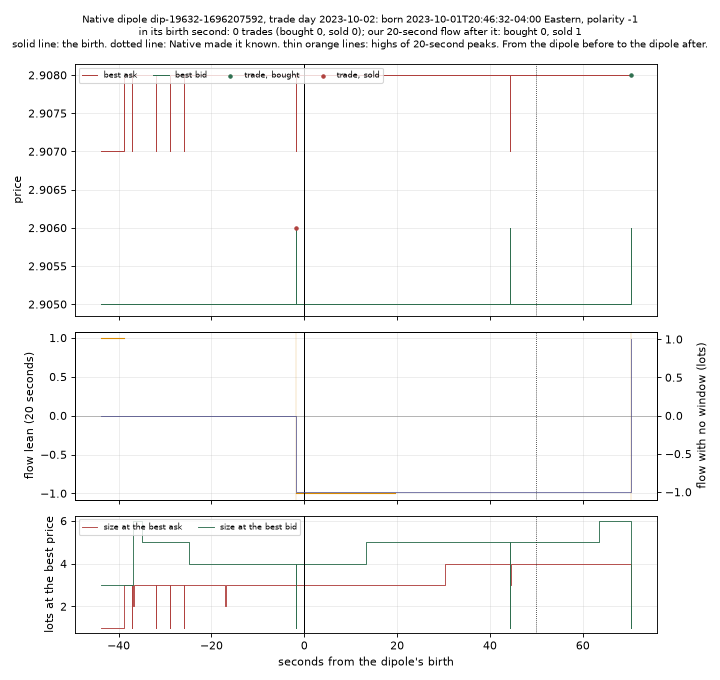 Native dipole dip-19632-1696207592, trade day 2023-10-02: born 2023-10-01T20:46:32-04:00 Eastern, polarity -1
in its birth second: 0 trades (bought 0, sold 0); our 20-second flow after it: bought 0, sold 1
solid line: the birth. dotted line: Native made it known. thin orange lines: highs of 20-second peaks. From the dipole before to the dipole after.
best ask
best bid
trade, bought
trade, sold
2.9080
2.9075
2.9070
2.9065
2.9060
2.9055
2.9050
price
1.0
0.5
0.0
−0.5
−1.0
flow lean (20 seconds)
1.0
0.5
0.0
−0.5
−1.0
flow with no window (lots)
size at the best ask
size at the best bid
6
4
2
lots at the best price
−40
−20
0
20
40
60
seconds from the dipole's birth